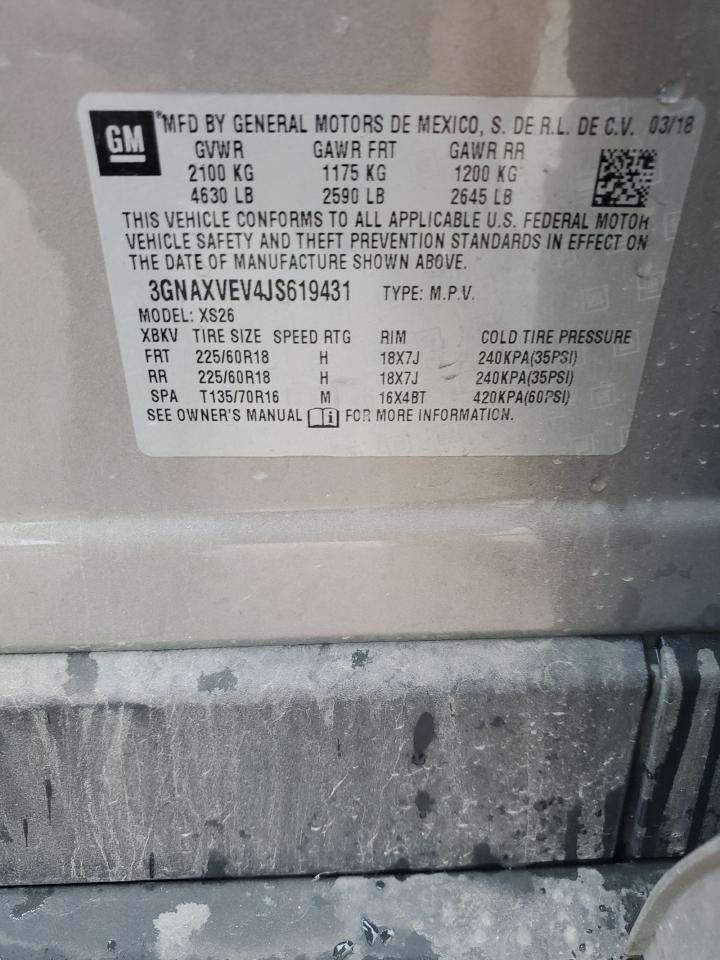 GM ®MFD BY GENERAL MOTORS DE MEXICO, S. DE R.L. DE C.V. 03/18
GVWR GAWR FRT GAWR RR
2100 KG 1175 KG 1200 KG
4630 LB 2590 LB 2645 LB
THIS VEHICLE CONFORMS TO ALL APPLICABLE U.S. FEDERAL MOTOR
VEHICLE SAFETY AND THEFT PREVENTION STANDARDS IN EFFECT ON
THE DATE OF MANUFACTURE SHOWN ABOVE.
3GNAXVEV4JS619431 TYPE: M.P.V.
MODEL: XS26
XBKV TIRE SIZE SPEED RTG RIM COLD TIRE PRESSURE
FRT 225/60R18 H 18X7J 240KPA(35PSI)
RR 225/60R18 H 18X7J 240KPA(35PSI)
SPA T135/70R16 M 16X4BT 420KPA(60PSI)
SEE OWNER'S MANUAL i FOR MORE INFORMATION.